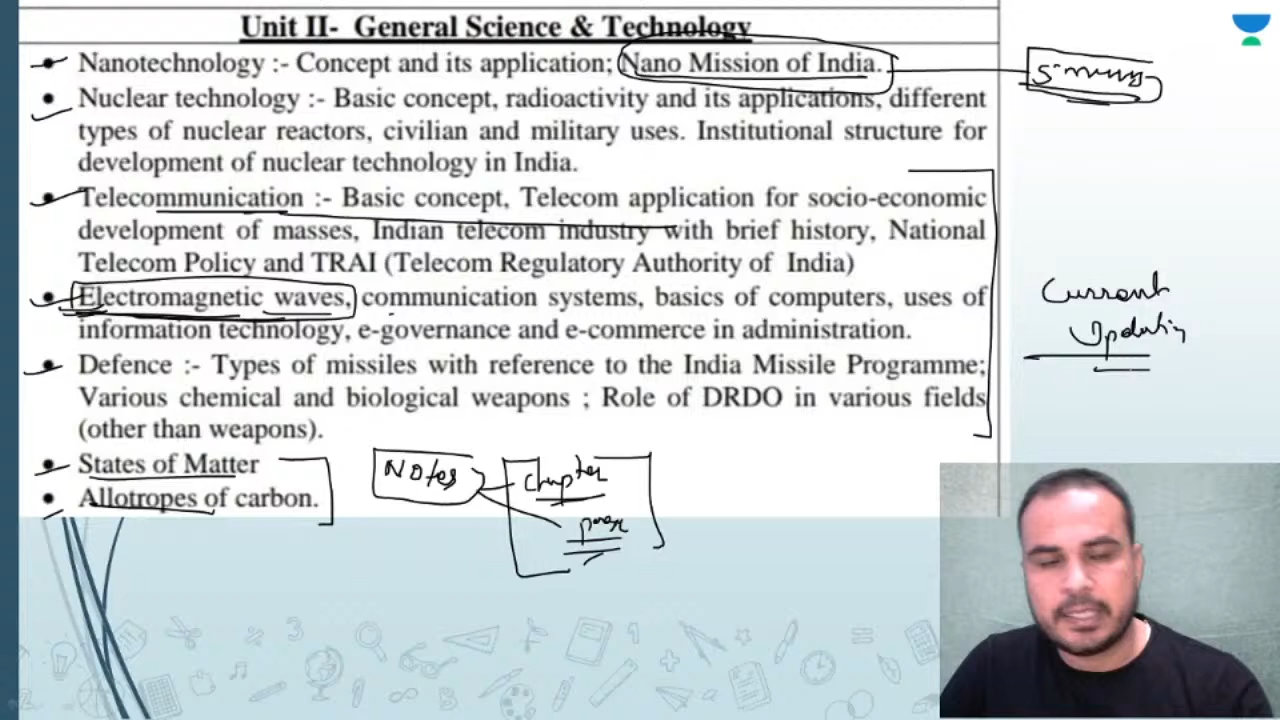 Unit II- General Science & Technology
• Nanotechnology :- Concept and its application; Nano Mission of India.
• Nuclear technology :- Basic concept, radioactivity and its applications, different
types of nuclear reactors, civilian and military uses. Institutional structure for
development of nuclear technology in India.
• Telecommunication :- Basic concept, Telecom application for socio-economic
development of masses, Indian telecom industry with brief history, National
Telecom Policy and TRAI (Telecom Regulatory Authority of India)
• Electromagnetic waves, communication systems, basics of computers, uses of
information technology, e-governance and e-commerce in administration.
Current
Updating
• Defence :- Types of missiles with reference to the India Missile Programme;
Various chemical and biological weapons ; Role of DRDO in various fields
(other than weapons).
• States of Matter
• Allotropes of carbon.
Notes
Chapter